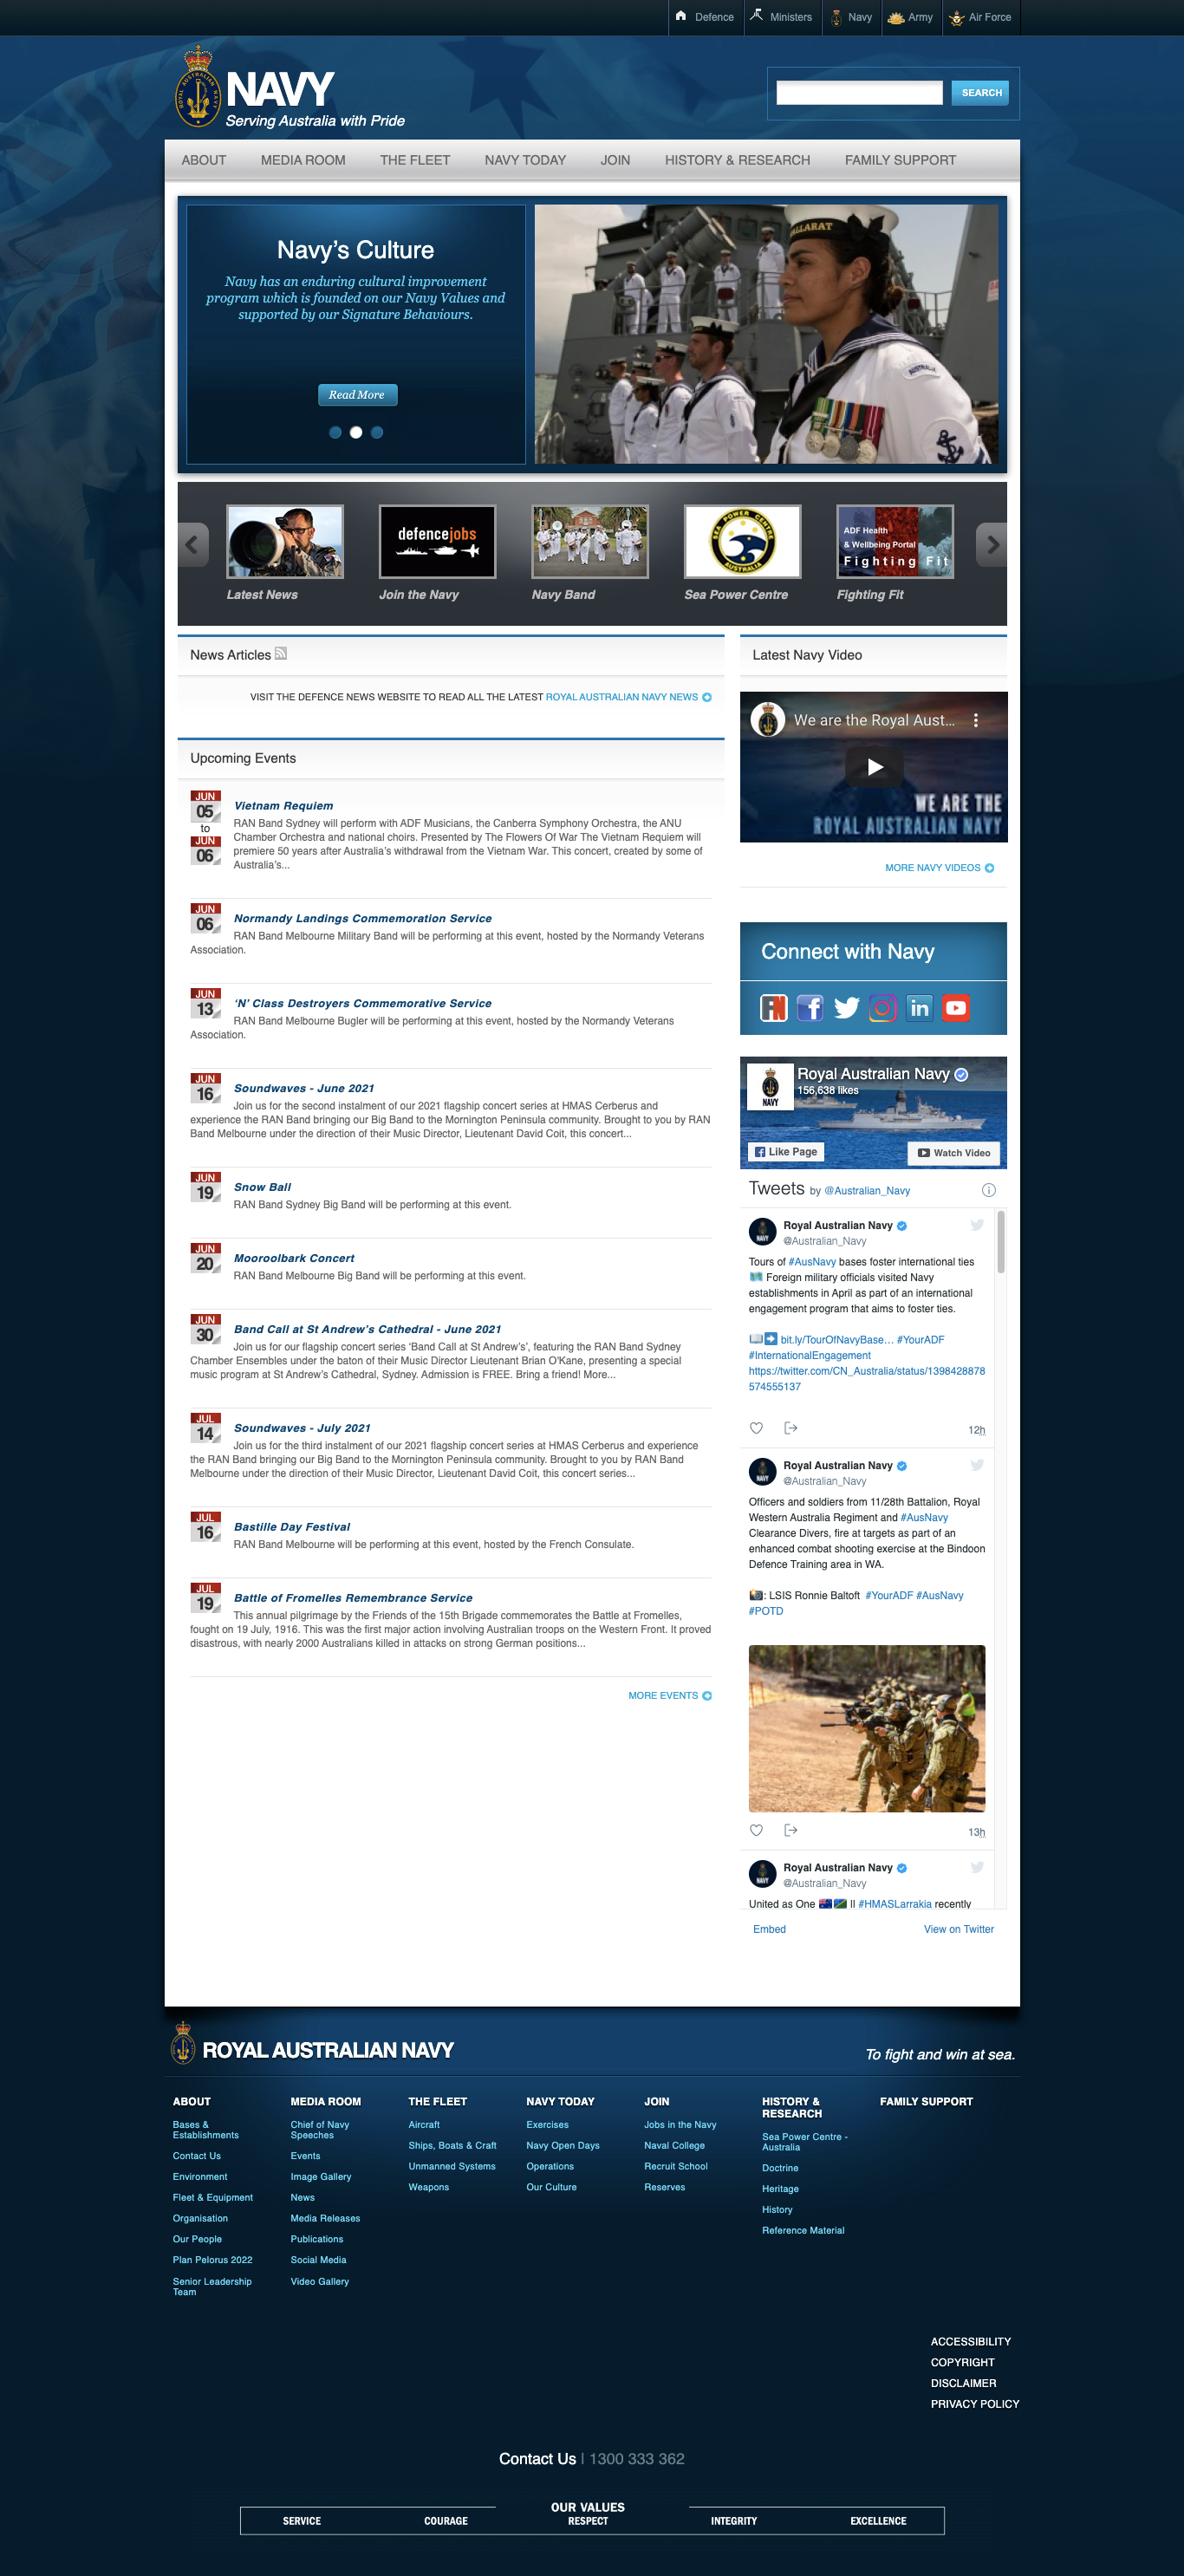 Defence
Ministers
Navy
Army
Air Force
NAVY
Serving Australia with Pride
SEARCH
ABOUT
MEDIA ROOM
THE FLEET
NAVY TODAY
JOIN
HISTORY & RESEARCH
FAMILY SUPPORT
Navy's Culture
Navy has an enduring cultural improvement
program which is founded on our Navy Values and
supported by our Signature Behaviours.
Read More
AUSTRALIA
defencejobs
ADF Health
& Wellbeing Portal
Fighting Fit
Latest News
Join the Navy
Navy Band
Sea Power Centre
Fighting Fit
News Articles
VISIT THE DEFENCE NEWS WEBSITE TO READ ALL THE LATEST ROYAL AUSTRALIAN NAVY NEWS
Upcoming Events
JUN
05
to
JUN
06
Vietnam Requiem
RAN Band Sydney will perform with ADF Musicians, the Canberra Symphony Orchestra, the ANU
Chamber Orchestra and national choirs. Presented by The Flowers Of War The Vietnam Requiem will
premiere 50 years after Australia's withdrawal from the Vietnam War. This concert, created by some of
Australia's...
JUN
06
Normandy Landings Commemoration Service
RAN Band Melbourne Military Band will be performing at this event, hosted by the Normandy Veterans
Association.
JUN
13
'N' Class Destroyers Commemorative Service
RAN Band Melbourne Bugler will be performing at this event, hosted by the Normandy Veterans
Association.
JUN
16
Soundwaves - June 2021
Join us for the second instalment of our 2021 flagship concert series at HMAS Cerberus and
experience the RAN Band bringing our Big Band to the Mornington Peninsula community. Brought to you by RAN
Band Melbourne under the direction of their Music Director, Lieutenant David Coit, this concert...
JUN
19
Snow Ball
RAN Band Sydney Big Band will be performing at this event.
JUN
20
Mooroolbark Concert
RAN Band Melbourne Big Band will be performing at this event.
JUN
30
Band Call at St Andrew's Cathedral - June 2021
Join us for our flagship concert series 'Band Call at St Andrew's', featuring the RAN Band Sydney
Chamber Ensembles under the baton of their Music Director Lieutenant Brian O'Kane, presenting a special
music program at St Andrew's Cathedral, Sydney. Admission is FREE. Bring a friend! More...
JUL
14
Soundwaves - July 2021
Join us for the third instalment of our 2021 flagship concert series at HMAS Cerberus and experience
the RAN Band bringing our Big Band to the Mornington Peninsula community. Brought to you by RAN Band
Melbourne under the direction of their Music Director, Lieutenant David Coit, this concert series...
JUL
16
Bastille Day Festival
RAN Band Melbourne will be performing at this event, hosted by the French Consulate.
JUL
19
Battle of Fromelles Remembrance Service
This annual pilgrimage by the Friends of the 15th Brigade commemorates the Battle at Fromelles,
fought on 19 July, 1916. This was the first major action involving Australian troops on the Western Front. It proved
disastrous, with nearly 2000 Australians killed in attacks on strong German positions...
MORE EVENTS
Latest Navy Video
We are the Royal Aust...
WE ARE THE
ROYAL AUSTRALIAN NAVY
MORE NAVY VIDEOS
Connect with Navy
NAVY
Royal Australian Navy
156,638 likes
Like Page
Watch Video
Tweets by @Australian_Navy
Royal Australian Navy
@Australian_Navy
Tours of #AusNavy bases foster international ties
Foreign military officials visited Navy
establishments in April as part of an international
engagement program that aims to foster ties.
bit.ly/TourOfNavyBase... #YourADF
#InternationalEngagement
https://twitter.com/CN_Australia/status/1398428878
574555137
12h
Royal Australian Navy
@Australian_Navy
Officers and soldiers from 11/28th Battalion, Royal
Western Australia Regiment and #AusNavy
Clearance Divers, fire at targets as part of an
enhanced combat shooting exercise at the Bindoon
Defence Training area in WA.
: LSIS Ronnie Baltoft #YourADF #AusNavy
#POTD
13h
Royal Australian Navy
@Australian_Navy
United as One II #HMASLarrakia recently
Embed
View on Twitter
ROYAL AUSTRALIAN NAVY
To fight and win at sea.
ABOUT
Bases &
Establishments
Contact Us
Environment
Fleet & Equipment
Organisation
Our People
Plan Pelorus 2022
Senior Leadership
Team
MEDIA ROOM
Chief of Navy
Speeches
Events
Image Gallery
News
Media Releases
Publications
Social Media
Video Gallery
THE FLEET
Aircraft
Ships, Boats & Craft
Unmanned Systems
Weapons
NAVY TODAY
Exercises
Navy Open Days
Operations
Our Culture
JOIN
Jobs in the Navy
Naval College
Recruit School
Reserves
HISTORY &
RESEARCH
Sea Power Centre -
Australia
Doctrine
Heritage
History
Reference Material
FAMILY SUPPORT
ACCESSIBILITY
COPYRIGHT
DISCLAIMER
PRIVACY POLICY
Contact Us | 1300 333 362
OUR VALUES
SERVICE
COURAGE
RESPECT
INTEGRITY
EXCELLENCE